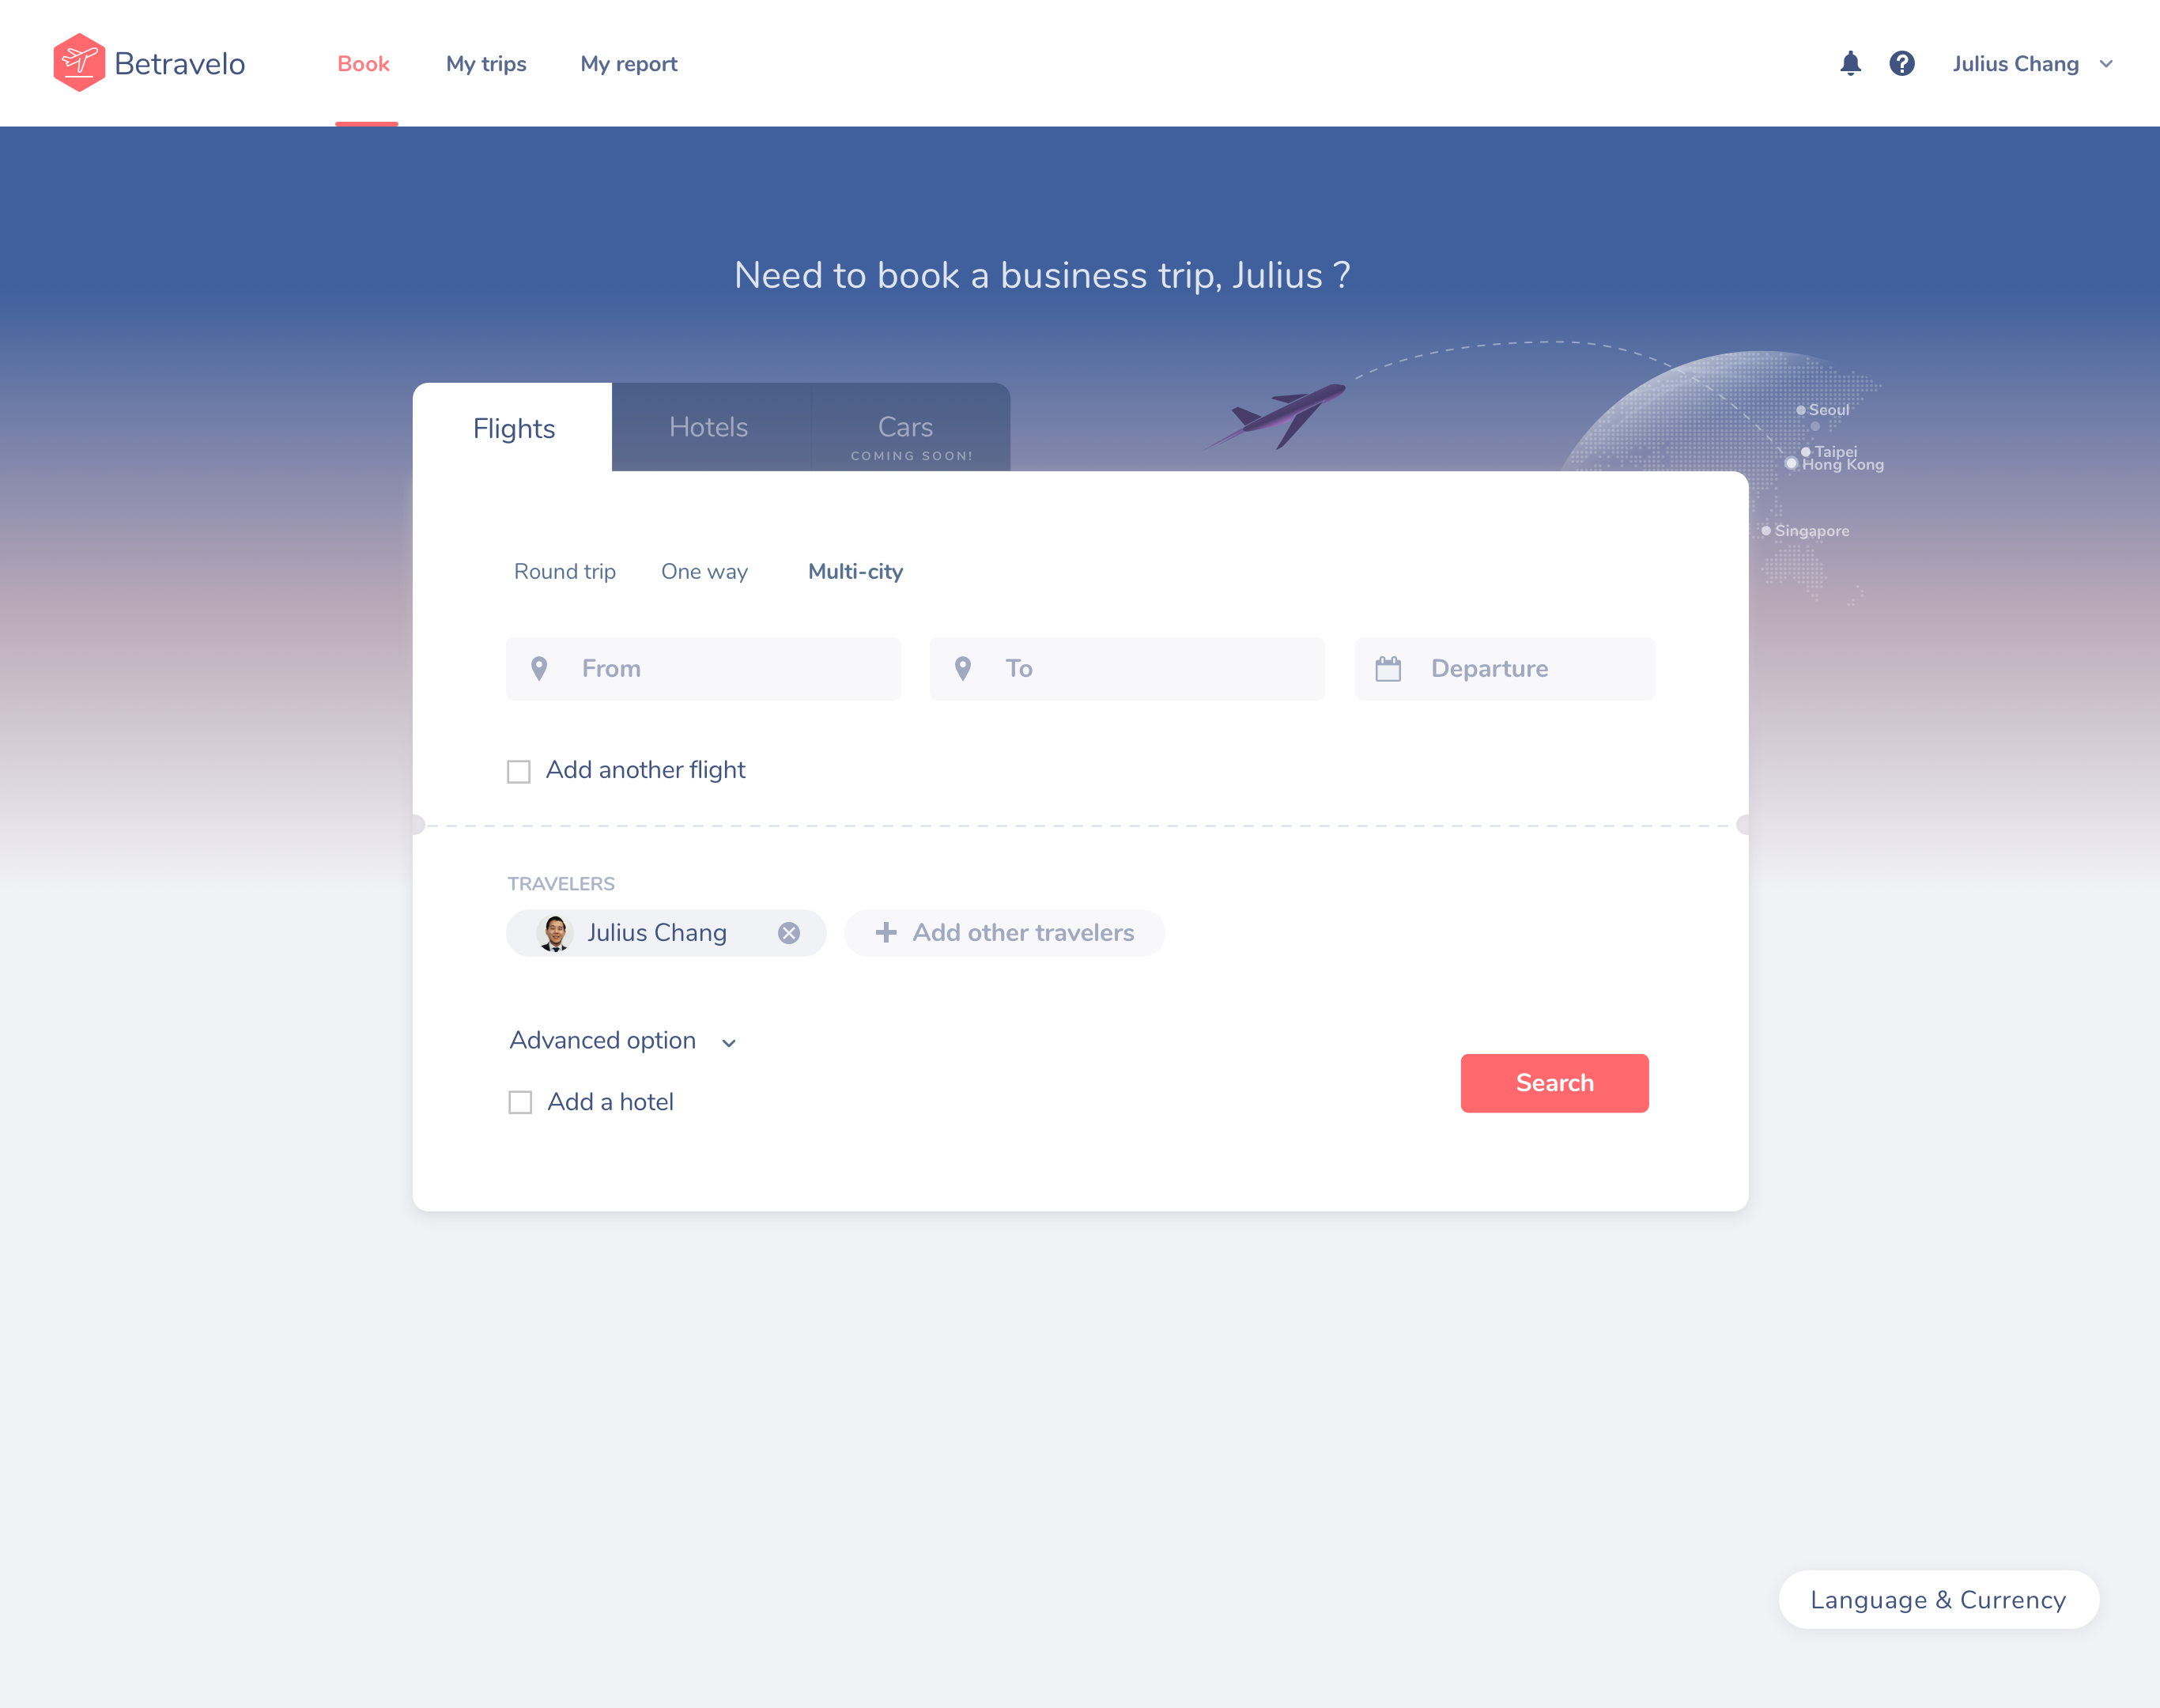 Betravelo
Book
My trips
My report
?
Julius Chang
Need to book a business trip, Julius ?
Flights
Hotels
Cars
COMING SOON!
Seoul
Taipei
Hong Kong
Singapore
Round trip
One way
Multi-city
From
To
Departure
Add another flight
TRAVELERS
Julius Chang
Add other travelers
Advanced option
Add a hotel
Search
Language & Currency